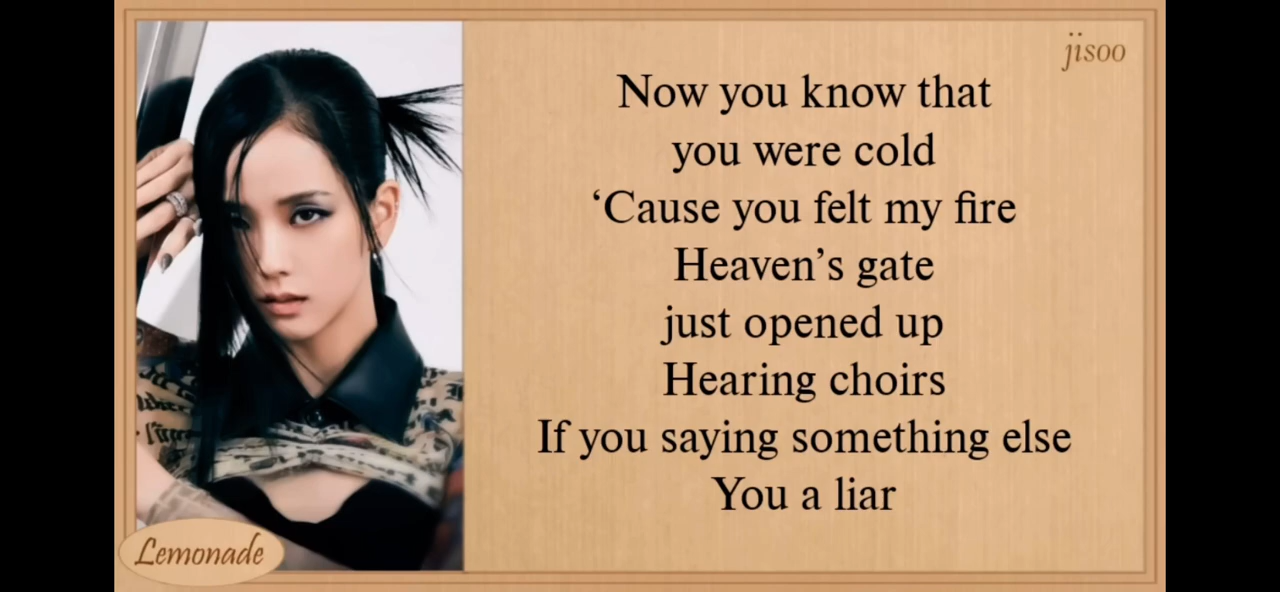 jisoo
Now you know that
you were cold
‘Cause you felt my fire
Heaven’s gate
just opened up
Hearing choirs
If you saying something else
You a liar
Lemonade